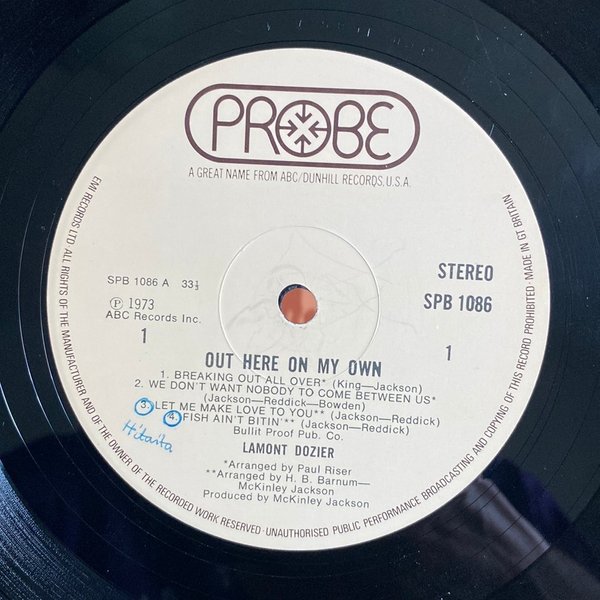 PROBE
A GREAT NAME FROM ABC/DUNHILL RECORDS, U.S.A.
SPB 1086 A 33⅓
Ⓟ 1973
ABC Records Inc.
1
STEREO
SPB 1086
1
OUT HERE ON MY OWN
1. BREAKING OUT ALL OVER* (King—Jackson)
2. WE DON'T WANT NOBODY TO COME BETWEEN US*
(Jackson—Reddick—Bowden)
3. LET ME MAKE LOVE TO YOU** (Jackson—Reddick)
4. FISH AIN'T BITIN'** (Jackson—Reddick)
Bullit Proof Pub. Co.
LAMONT DOZIER
*Arranged by Paul Riser
**Arranged by H. B. Barnum—
McKinley Jackson
Produced by McKinley Jackson
EMI RECORDS LTD ALL RIGHTS OF THE MANUFACTURER AND OF THE OWNER OF THE RECORDED WORK RESERVED · UNAUTHORISED PUBLIC PERFORMANCE BROADCASTING AND COPYING OF THIS RECORD PROHIBITED · MADE IN GT BRITAIN